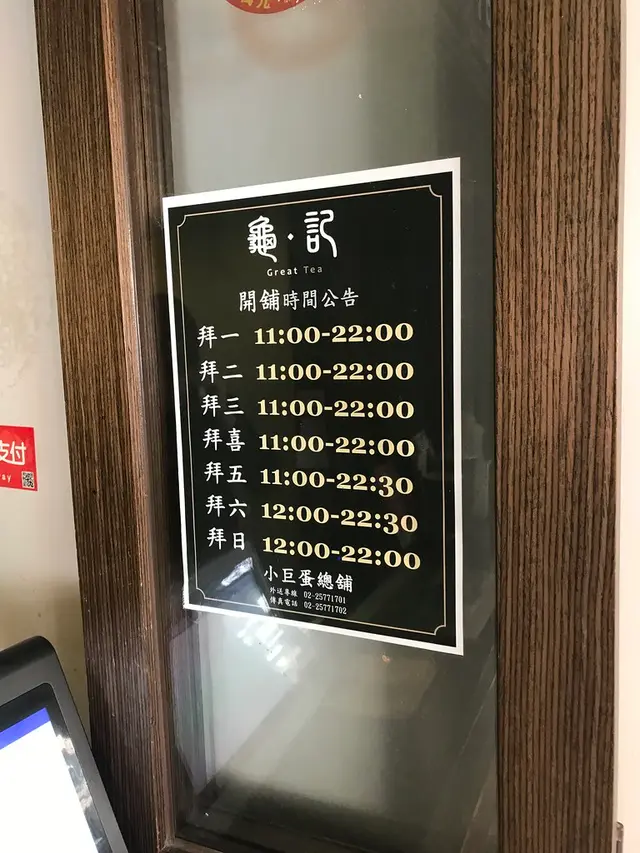 龜·記
Great Tea
開舖時間公告
拜一 11:00-22:00
拜二 11:00-22:00
拜三 11:00-22:00
拜喜 11:00-22:00
拜五 11:00-22:30
拜六 12:00-22:30
拜日 12:00-22:00
小巨蛋總舖
外送專線 02-25771701
傳真電話 02-25771702
支付
ay